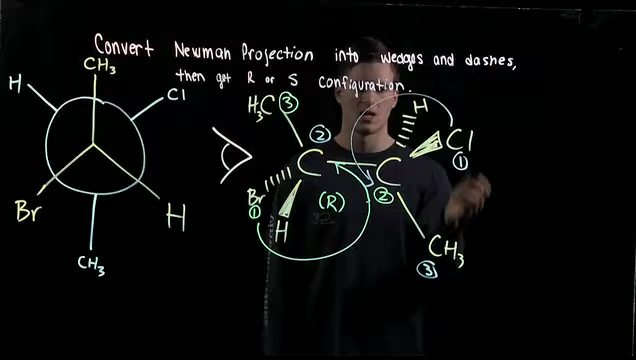 Convert Newman Projection into wedges and dashes,
then get R or S configuration.
CH3
H
Cl
Br
H
CH3
H3C 3
2
H
C
C
Cl
1
Br
1
(R)
2
H
CH3
3